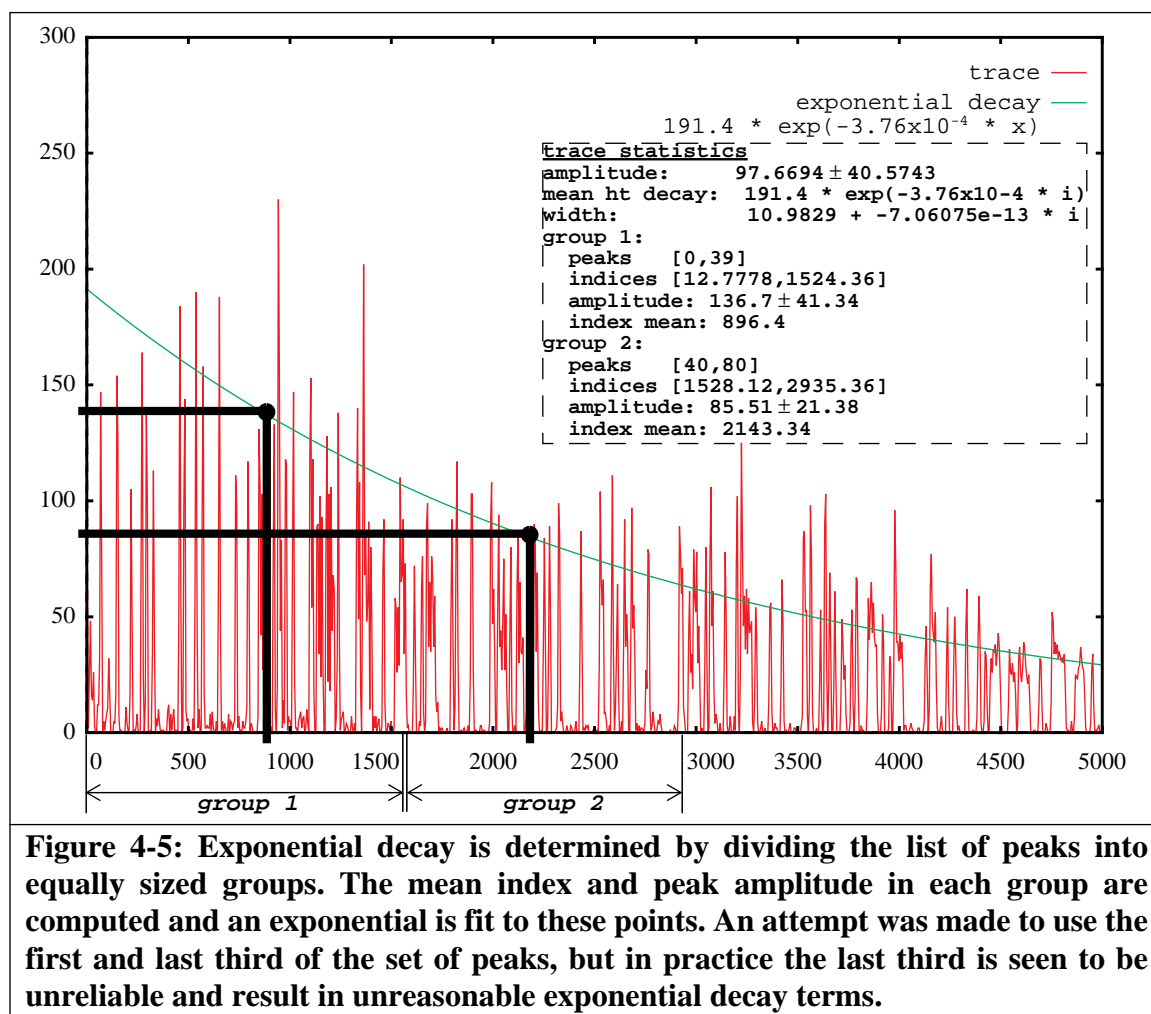 300
250
200
150
100
50
0
trace
exponential decay
191.4 * exp(-3.76x10⁻⁴ * x)
trace statistics
amplitude: 97.6694 ± 40.5743
mean ht decay: 191.4 * exp(-3.76x10-4 * i)
width: 10.9829 + -7.06075e-13 * i
group 1:
peaks [0,39]
indices [12.7778,1524.36]
amplitude: 136.7 ± 41.34
index mean: 896.4
group 2:
peaks [40,80]
indices [1528.12,2935.36]
amplitude: 85.51 ± 21.38
index mean: 2143.34
0 500 1000 1500 2000 2500 3000 3500 4000 4500 5000
group 1 group 2
Figure 4-5: Exponential decay is determined by dividing the list of peaks into
equally sized groups. The mean index and peak amplitude in each group are
computed and an exponential is fit to these points. An attempt was made to use the
first and last third of the set of peaks, but in practice the last third is seen to be
unreliable and result in unreasonable exponential decay terms.